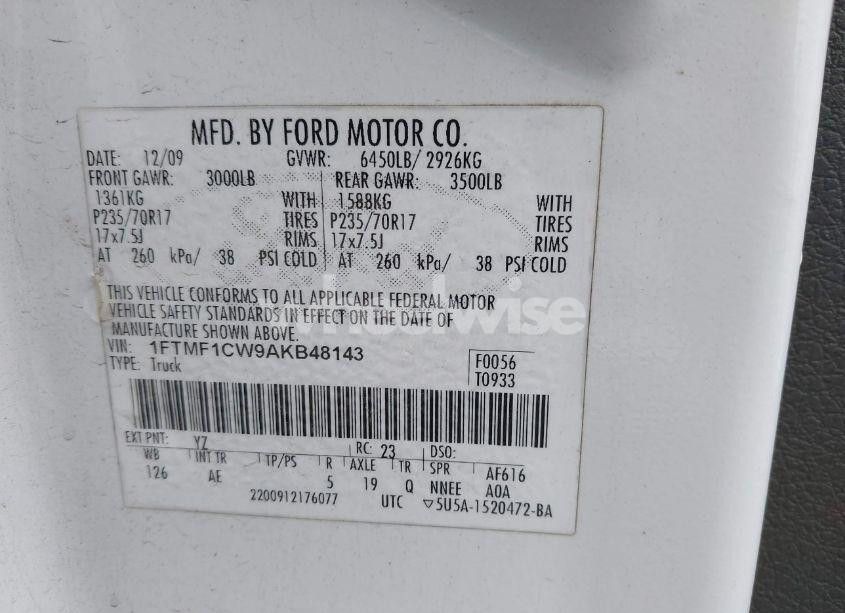 MFD. BY FORD MOTOR CO.
DATE: 12/09 GVWR: 6450LB/ 2926KG
FRONT GAWR: 3000LB REAR GAWR: 3500LB
1361KG WITH 1588KG WITH
P235/70R17 TIRES P235/70R17 TIRES
17x7.5J RIMS 17x7.5J RIMS
AT 260 kPa/ 38 PSI COLD AT 260 kPa/ 38 PSI COLD
THIS VEHICLE CONFORMS TO ALL APPLICABLE FEDERAL MOTOR
VEHICLE SAFETY STANDARDS IN EFFECT ON THE DATE OF
MANUFACTURE SHOWN ABOVE.
wheelwise
VIN: 1FTMF1CW9AKB48143 F0056
TYPE: Truck T0933
EXT PNT: YZ RC: 23 DSO:
WB INT TR TP/PS R AXLE TR SPR AF616
126 AE 5 19 Q NNEE A0A
2200912176077 UTC ▽5U5A-1520472-BA